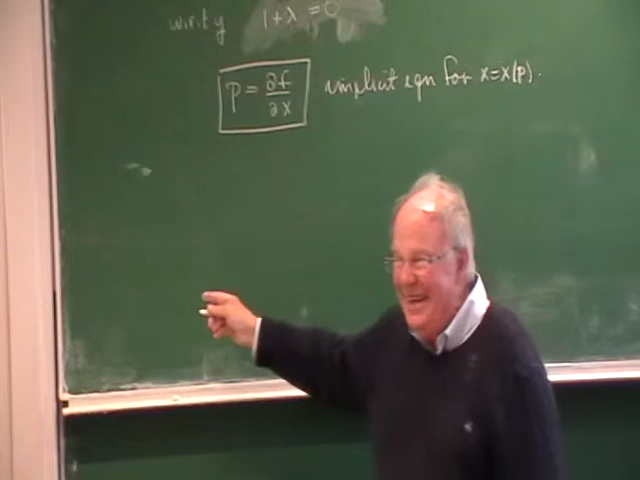 w.r.t. y 1 + λ = 0
p = ∂f/∂x implicit eqn for x = x(p).